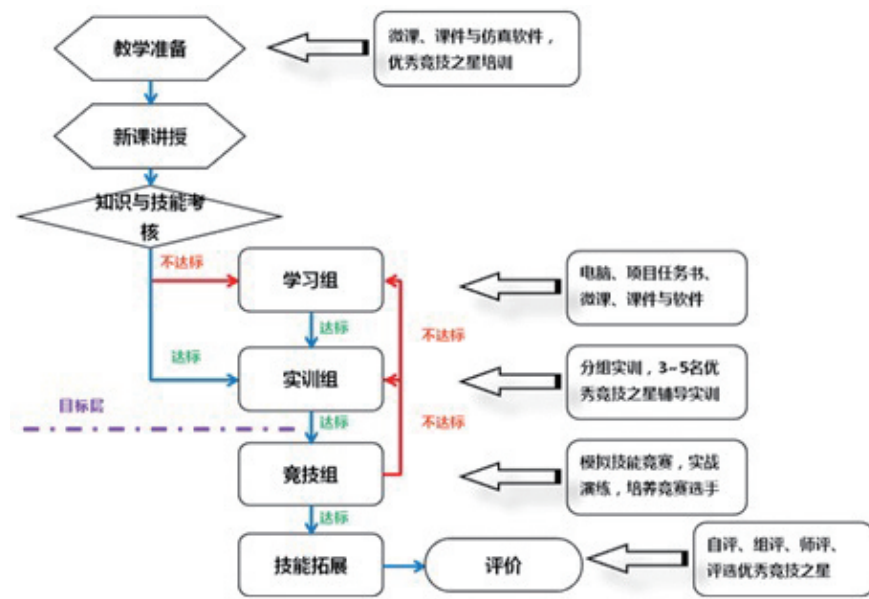 教学准备
微课、课件与仿真软件，
优秀竞技之星培训
新课讲授
知识与技能考
核
不达标
学习组
电脑、项目任务书、
微课、课件与软件
达标
不达标
达标
实训组
分组实训，3~5名优
秀竞技之星辅导实训
目标层
达标
不达标
竞技组
模拟技能竞赛，实战
演练，培养竞赛选手
达标
技能拓展
评价
自评、组评、师评、
评选优秀竞技之星